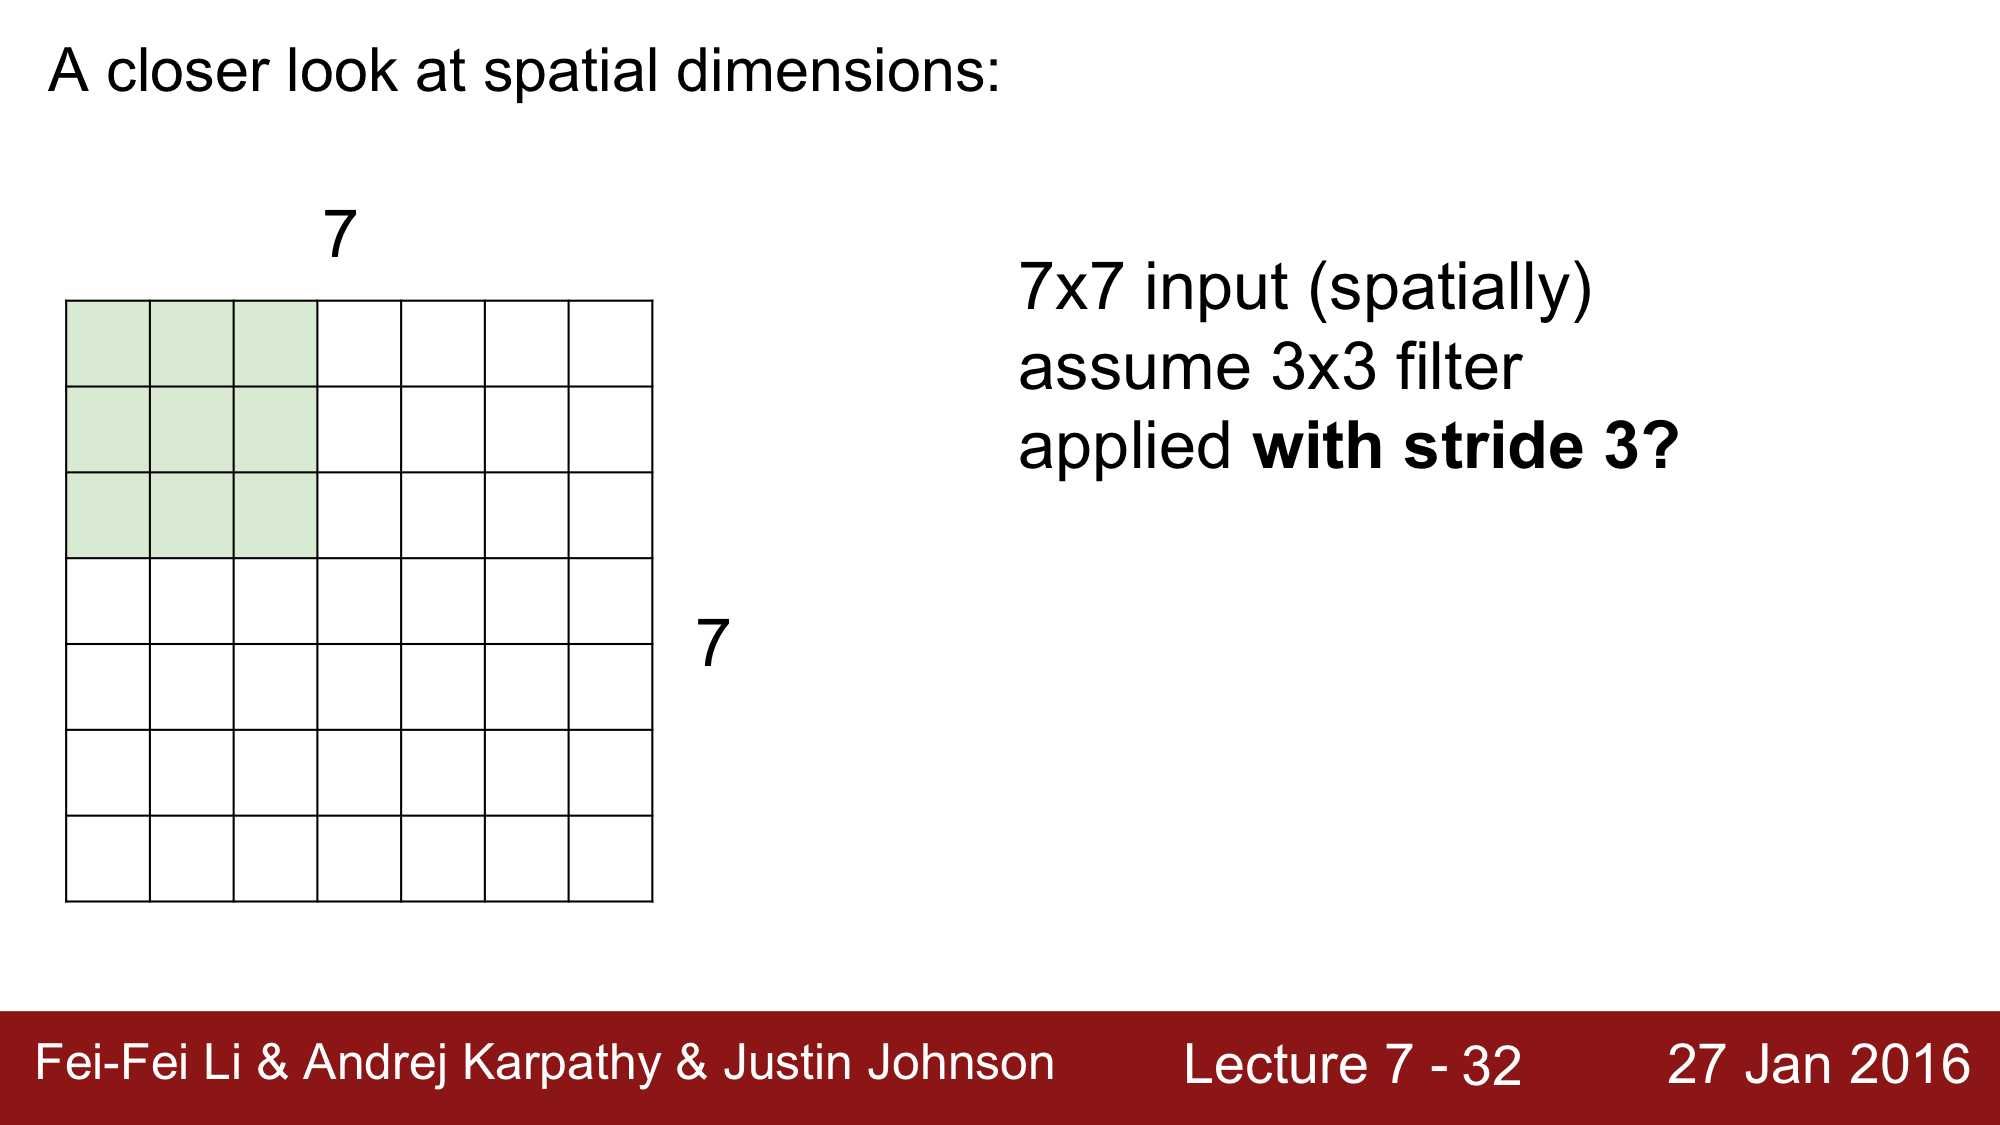 A closer look at spatial dimensions:
7
7x7 input (spatially)
assume 3x3 filter
applied with stride 3?
7
Fei-Fei Li & Andrej Karpathy & Justin Johnson
Lecture 7 - 32
27 Jan 2016